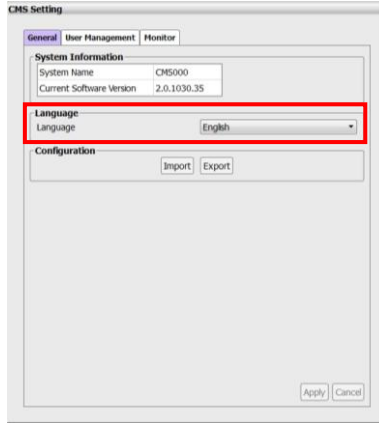 CMS Setting
General User Management Monitor
System Information
System Name CM5000
Current Software Version 2.0.1030.35
Language
Language English
Configuration
Import Export
Apply Cancel